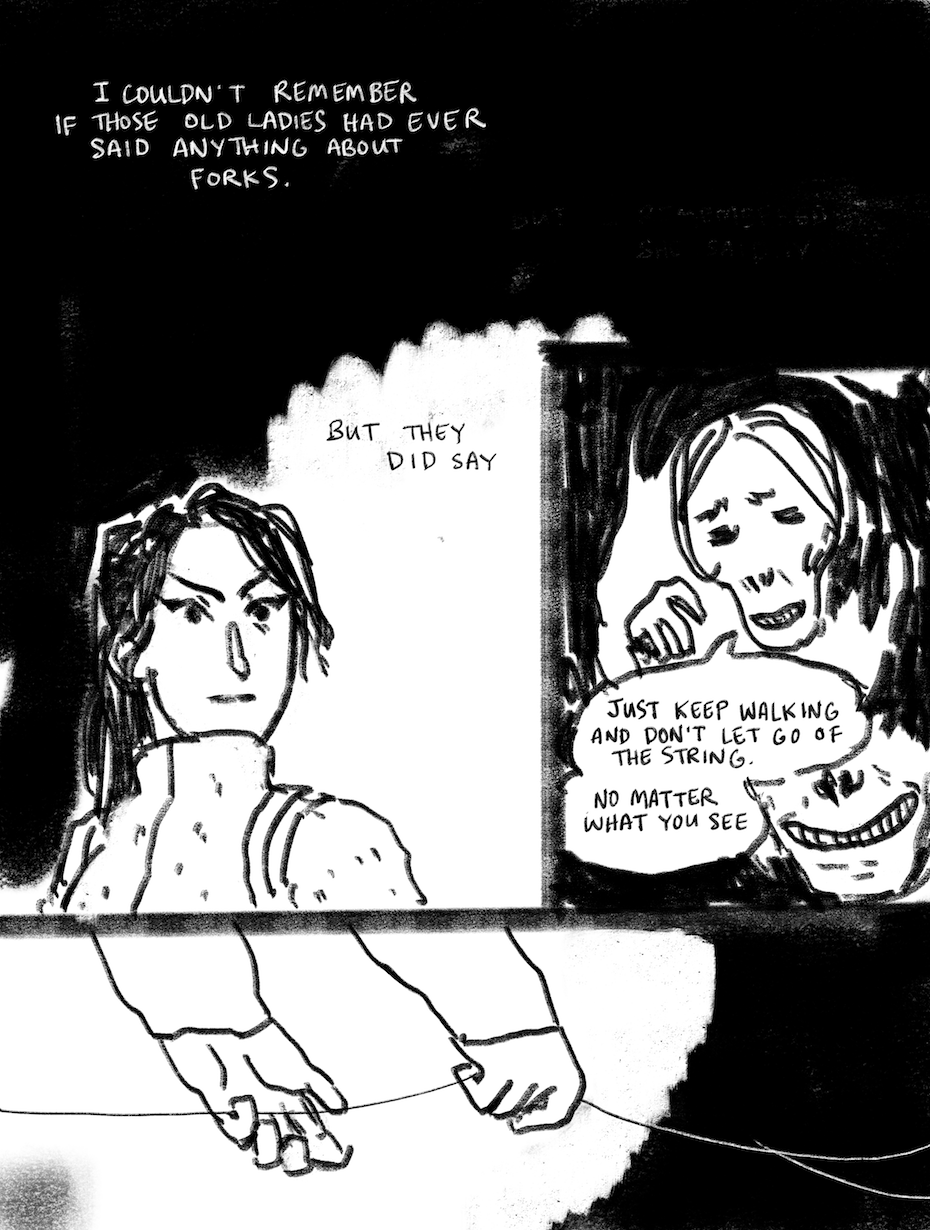 I COULDN'T REMEMBER
IF THOSE OLD LADIES HAD EVER
SAID ANYTHING ABOUT
FORKS.
BUT THEY
DID SAY
JUST KEEP WALKING
AND DON'T LET GO OF
THE STRING.
NO MATTER
WHAT YOU SEE